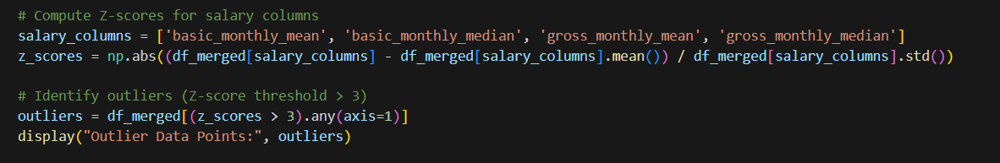 # Compute Z-scores for salary columns
salary_columns = ['basic_monthly_mean', 'basic_monthly_median', 'gross_monthly_mean', 'gross_monthly_median']
z_scores = np.abs((df_merged[salary_columns] - df_merged[salary_columns].mean()) / df_merged[salary_columns].std())
# Identify outliers (Z-score threshold > 3)
outliers = df_merged[(z_scores > 3).any(axis=1)]
display("Outlier Data Points:", outliers)